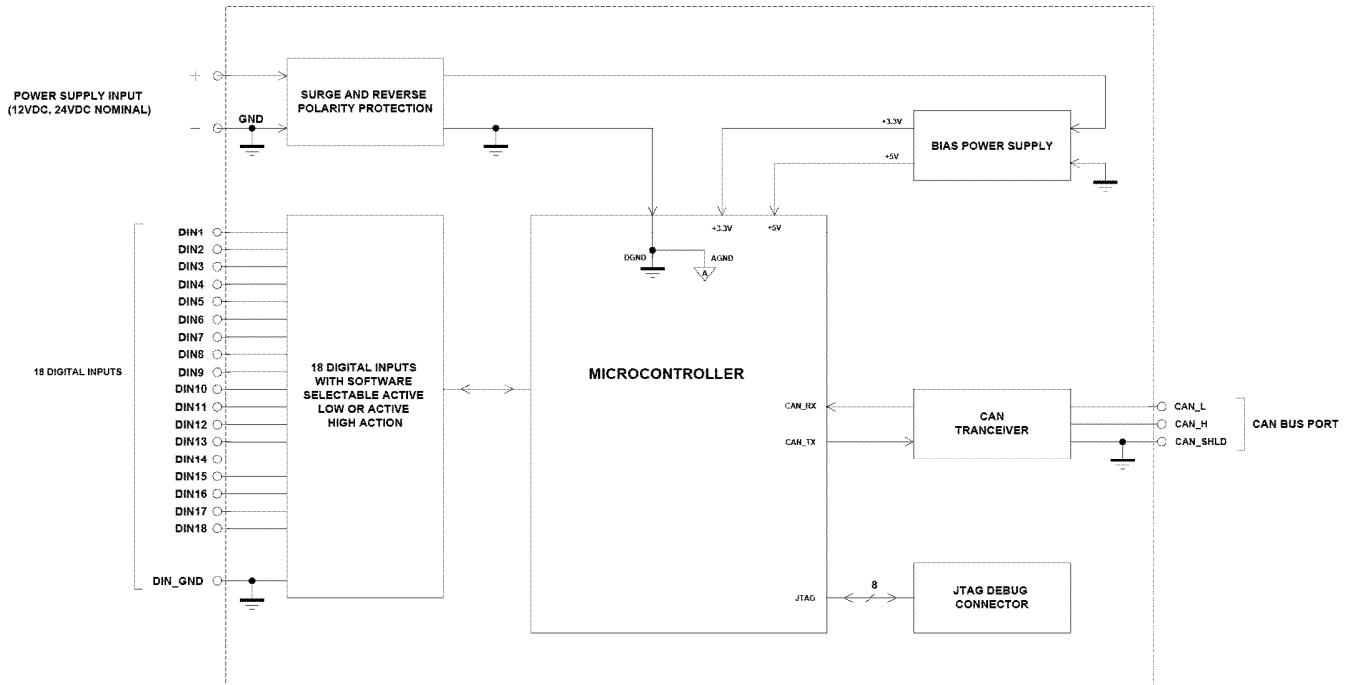 POWER SUPPLY INPUT
(12VDC, 24VDC NOMINAL)
+
-
GND
SURGE AND REVERSE
POLARITY PROTECTION
+3.3V
+5V
BIAS POWER SUPPLY
18 DIGITAL INPUTS
DIN1
DIN2
DIN3
DIN4
DIN5
DIN6
DIN7
DIN8
DIN9
DIN10
DIN11
DIN12
DIN13
DIN14
DIN15
DIN16
DIN17
DIN18
DIN_GND
18 DIGITAL INPUTS
WITH SOFTWARE
SELECTABLE ACTIVE
LOW OR ACTIVE
HIGH ACTION
+3.3V
+5V
DGND
AGND
A
MICROCONTROLLER
CAN_RX
CAN_TX
JTAG
8
CAN
TRANCEIVER
CAN_L
CAN_H
CAN_SHLD
CAN BUS PORT
JTAG DEBUG
CONNECTOR